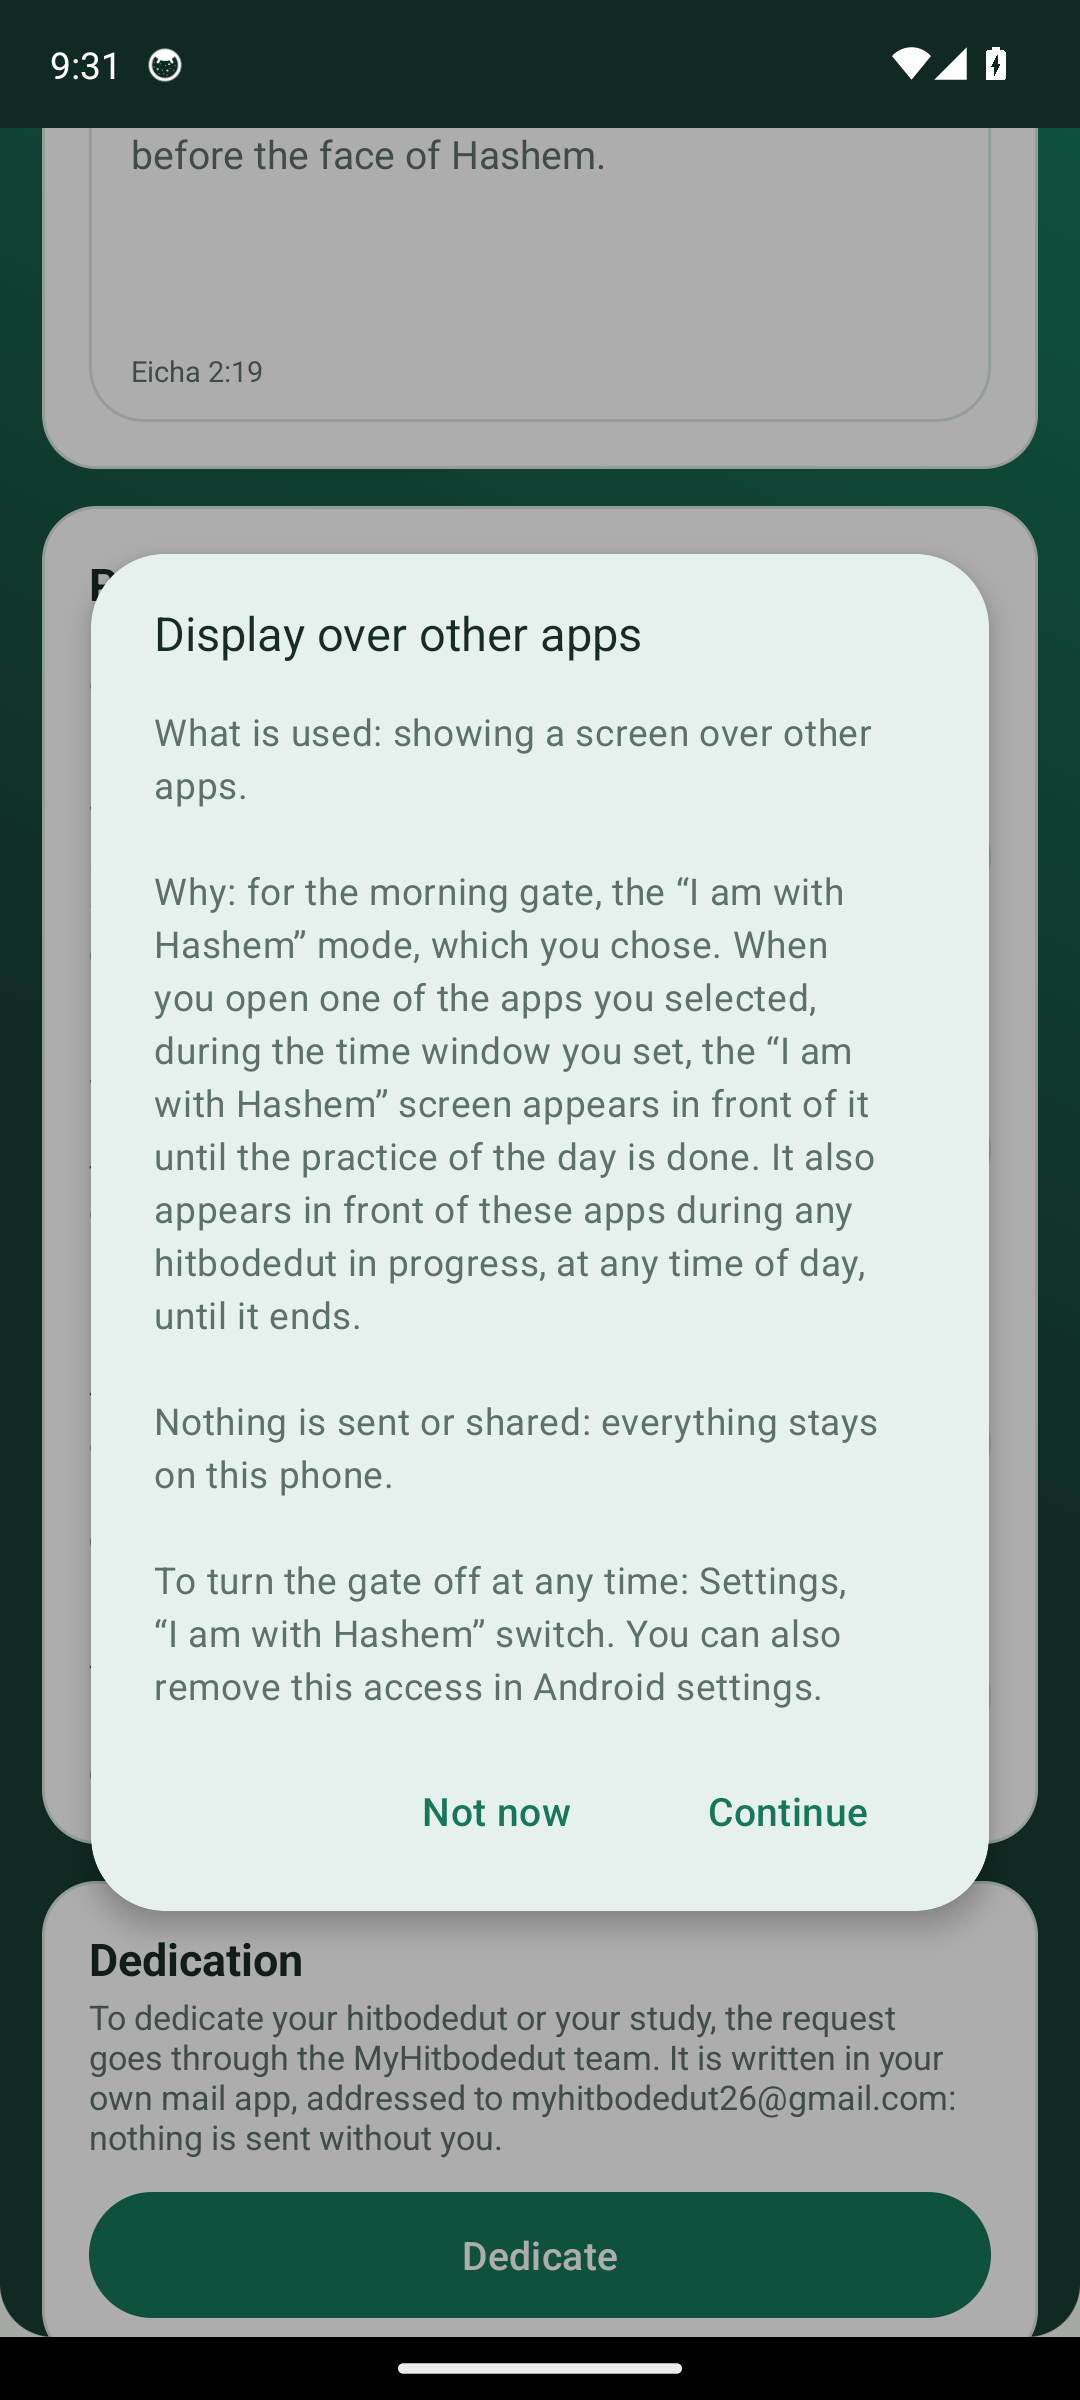 9:31
before the face of Hashem.
Eicha 2:19
Display over other apps
What is used: showing a screen over other
apps.
Why: for the morning gate, the “I am with
Hashem” mode, which you chose. When
you open one of the apps you selected,
during the time window you set, the “I am
with Hashem” screen appears in front of it
until the practice of the day is done. It also
appears in front of these apps during any
hitbodedut in progress, at any time of day,
until it ends.
Nothing is sent or shared: everything stays
on this phone.
To turn the gate off at any time: Settings,
“I am with Hashem” switch. You can also
remove this access in Android settings.
Not now
Continue
Dedication
To dedicate your hitbodedut or your study, the request
goes through the MyHitbodedut team. It is written in your
own mail app, addressed to myhitbodedut26@gmail.com:
nothing is sent without you.
Dedicate